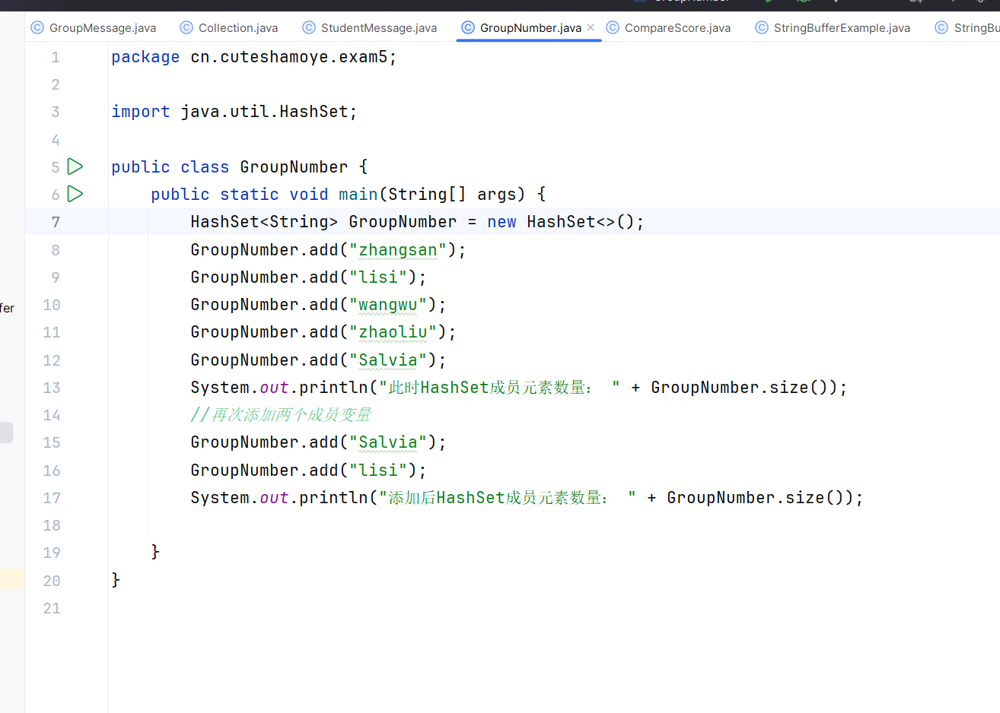 GroupMessage.java Collection.java StudentMessage.java GroupNumber.java CompareScore.java StringBufferExample.java StringBu
1 package cn.cuteshamoye.exam5;
2
3 import java.util.HashSet;
4
5 public class GroupNumber {
6 public static void main(String[] args) {
7 HashSet<String> GroupNumber = new HashSet<>();
8 GroupNumber.add("zhangsan");
9 GroupNumber.add("lisi");
10 GroupNumber.add("wangwu");
fer
11 GroupNumber.add("zhaoliu");
12 GroupNumber.add("Salvia");
13 System.out.println("此时HashSet成员元素数量： " + GroupNumber.size());
14 //再次添加两个成员变量
15 GroupNumber.add("Salvia");
16 GroupNumber.add("lisi");
17 System.out.println("添加后HashSet成员元素数量： " + GroupNumber.size());
18
19 }
20 }
21